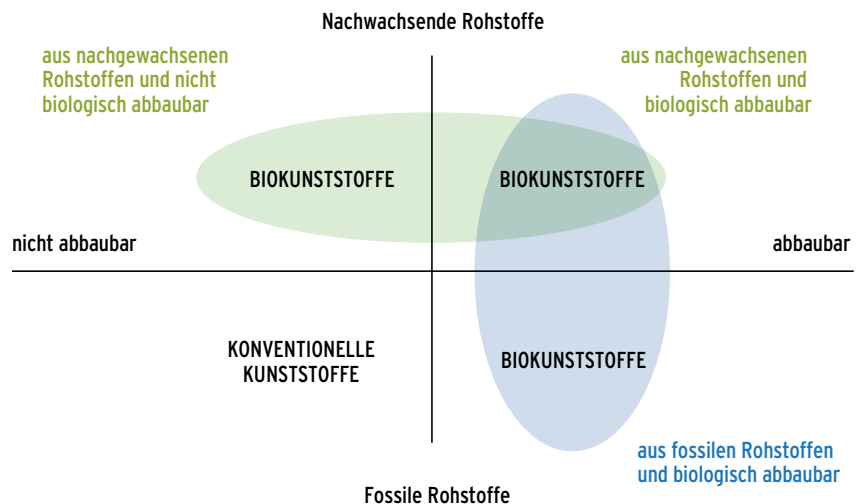 Nachwachsende Rohstoffe
aus nachgewachsenen
Rohstoffen und nicht
biologisch abbaubar
aus nachgewachsenen
Rohstoffen und
biologisch abbaubar
BIOKUNSTSTOFFE
BIOKUNSTSTOFFE
nicht abbaubar
abbaubar
KONVENTIONELLE
KUNSTSTOFFE
BIOKUNSTSTOFFE
aus fossilen Rohstoffen
und biologisch abbaubar
Fossile Rohstoffe